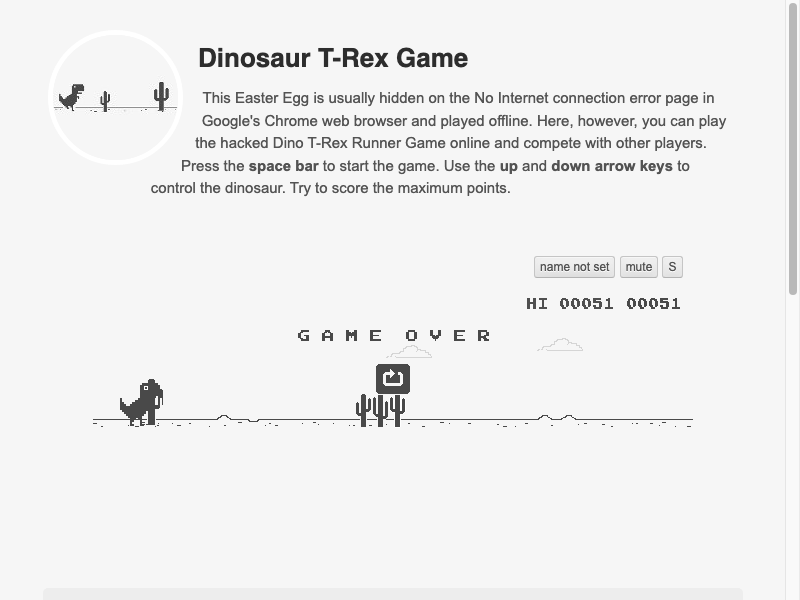 Dinosaur T-Rex Game
This Easter Egg is usually hidden on the No Internet connection error page in
Google's Chrome web browser and played offline. Here, however, you can play
the hacked Dino T-Rex Runner Game online and compete with other players.
Press the space bar to start the game. Use the up and down arrow keys to
control the dinosaur. Try to score the maximum points.
name not set mute S
HI 00051 00051
GAME OVER